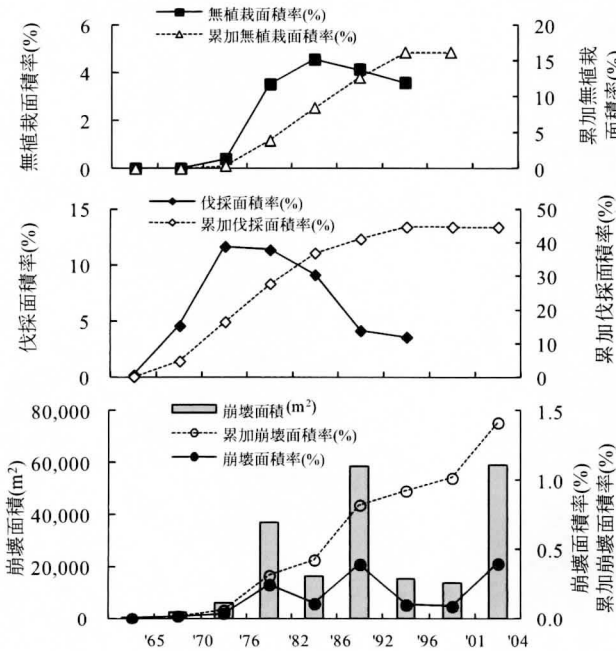 無植栽面積率(%)
累加無植栽面積率(%)
無植栽面積率(%)
6
4
2
0
20
15
10
5
0
累加無植栽
面積率(%)
伐採面積率(%)
累加伐採面積率(%)
伐採面積率(%)
15
10
5
0
50
40
30
20
10
0
累加伐採面積率(%)
崩壊面積(m²)
累加崩壊面積率(%)
崩壊面積率(%)
崩壊面積(m²)
80,000
60,000
40,000
20,000
0
1.5
1.0
0.5
0.0
崩壊面積率(%)
累加崩壊面積率(%)
'65 '70 '76 '82 '86 '92 '96 '01 '04